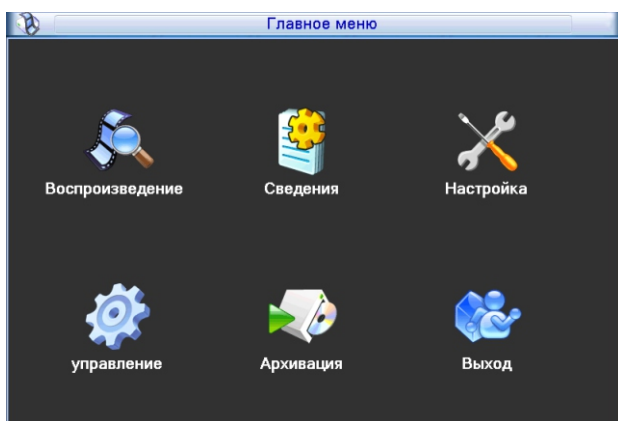 Главное меню
Воспроизведение
Сведения
Настройка
управление
Архивация
Выход